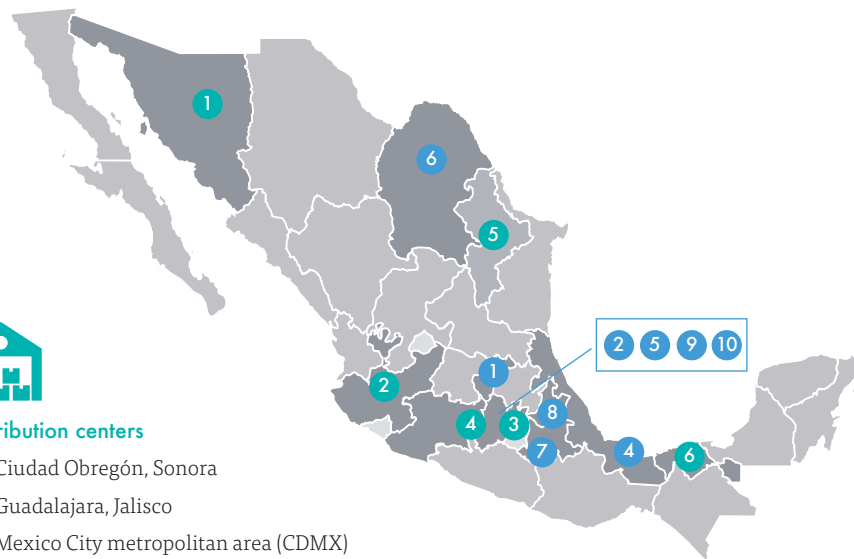 1
6
5
2 5 9 10
1
2
8
4
3
7
4
6
ribution centers
Ciudad Obregón, Sonora
Guadalajara, Jalisco
Mexico City metropolitan area (CDMX)